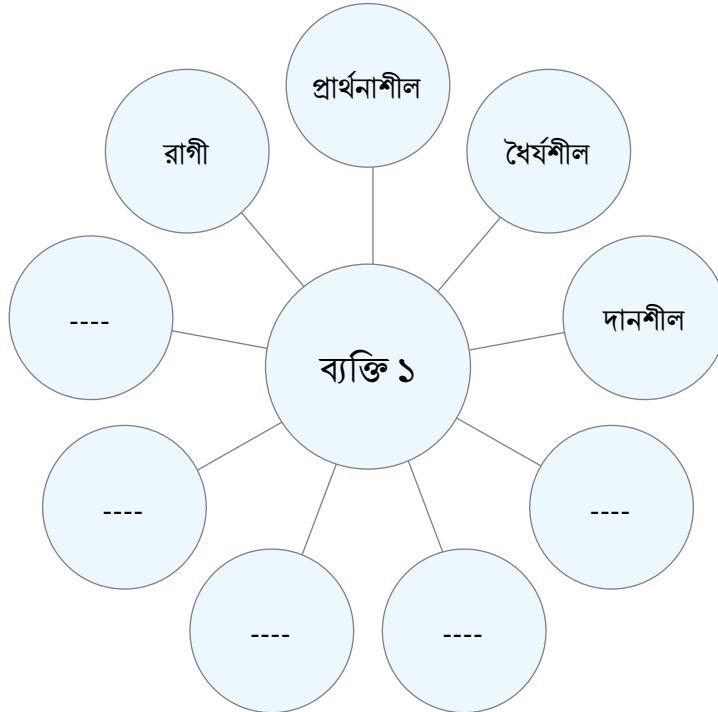 প্রার্থনাশীল
রাগী
ধৈর্যশীল
----
দানশীল
ব্যক্তি ১
----
----
----
----